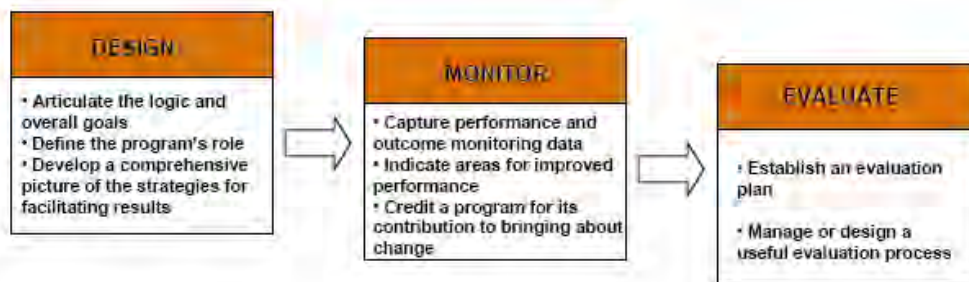 DESIGN
• Articulate the logic and
overall goals
• Define the program's role
• Develop a comprehensive
picture of the strategies for
facilitating results
MONITOR
• Capture performance and
outcome monitoring data
• Indicate areas for improved
performance
• Credit a program for its
contribution to bringing about
change
EVALUATE
• Establish an evaluation
plan
• Manage or design a
useful evaluation process